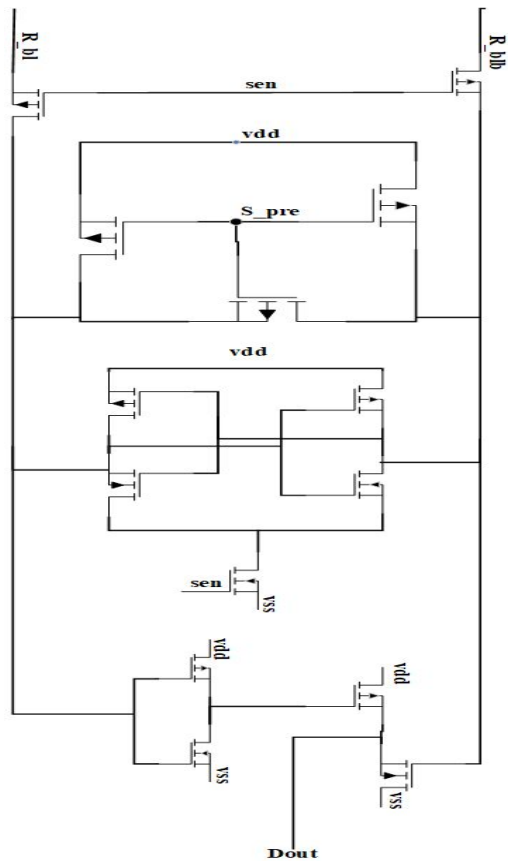 R_bl
R_blb
sen
vdd
S_pre
vdd
sen
vss
vdd
vdd
vss
vss
Dout